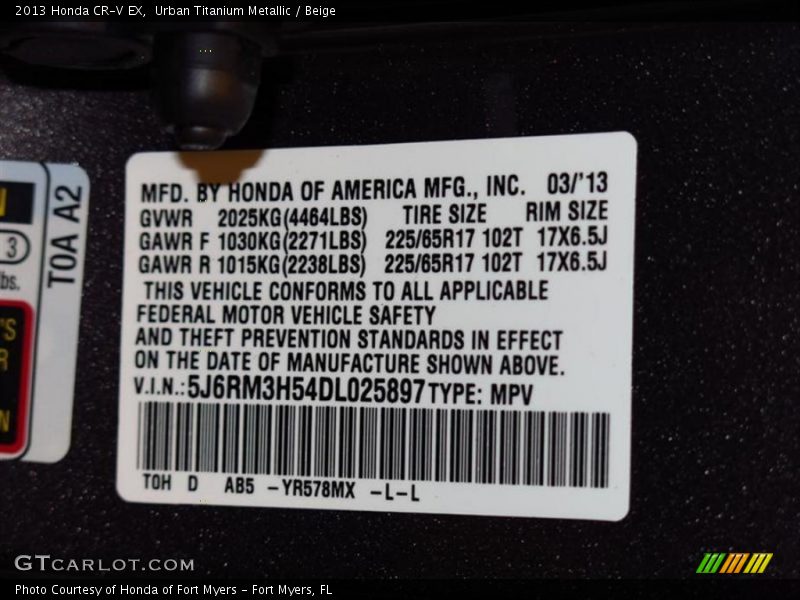 2013 Honda CR-V EX, Urban Titanium Metallic / Beige
MFD. BY HONDA OF AMERICA MFG., INC. 03/'13
GVWR 2025KG(4464LBS) TIRE SIZE RIM SIZE
GAWR F 1030KG(2271LBS) 225/65R17 102T 17X6.5J
GAWR R 1015KG(2238LBS) 225/65R17 102T 17X6.5J
THIS VEHICLE CONFORMS TO ALL APPLICABLE
FEDERAL MOTOR VEHICLE SAFETY
AND THEFT PREVENTION STANDARDS IN EFFECT
ON THE DATE OF MANUFACTURE SHOWN ABOVE.
V.I.N.: 5J6RM3H54DL025897 TYPE: MPV
TOH D AB5 -YR578MX -L-L
TOA A2
3
lbs.
GTCARLOT.COM
Photo Courtesy of Honda of Fort Myers - Fort Myers, FL